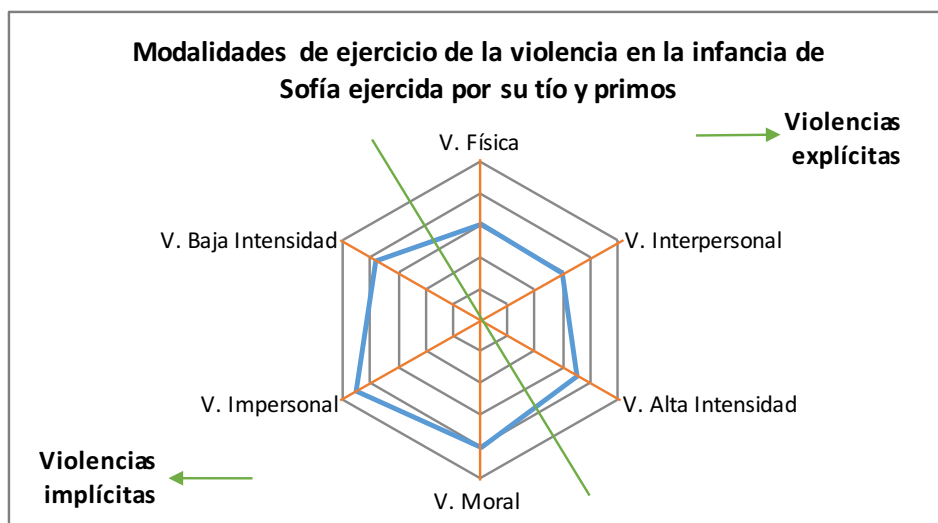 Modalidades de ejercicio de la violencia en la infancia de
Sofía ejercida por su tío y primos
Violencias
explícitas
V. Física
V. Baja Intensidad
V. Interpersonal
V. Impersonal
V. Alta Intensidad
Violencias
implícitas
V. Moral